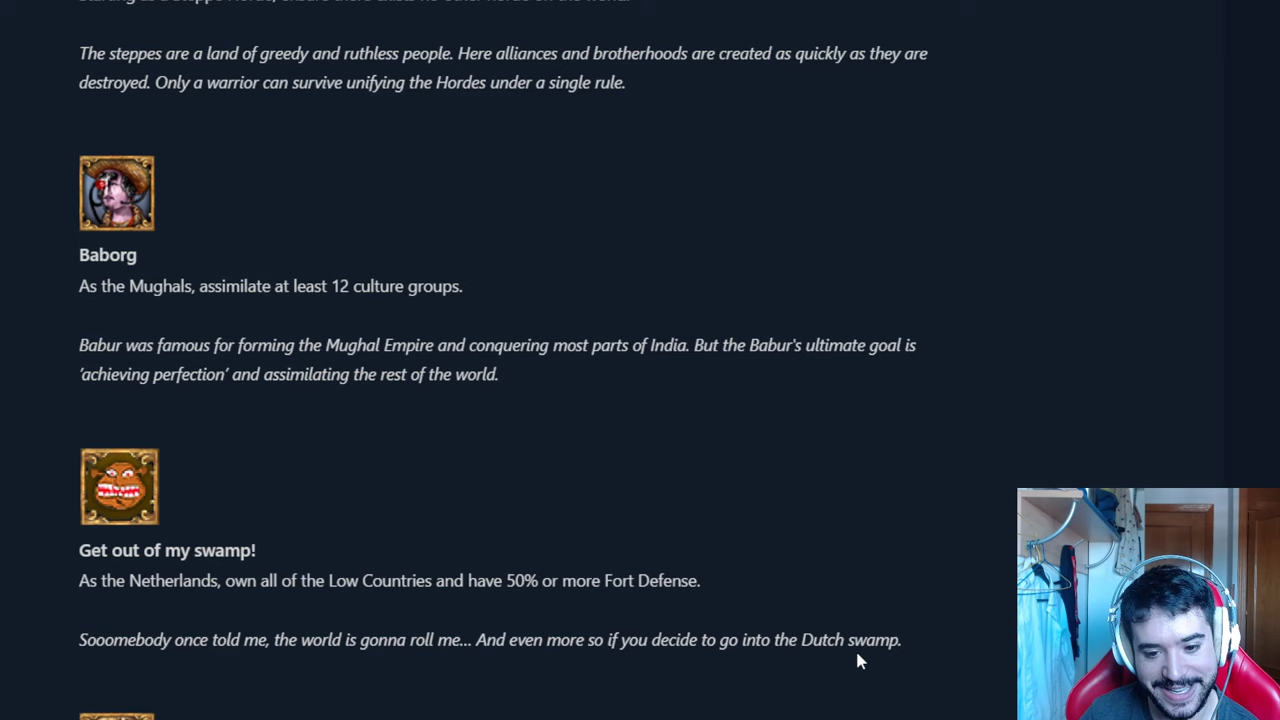 The steppes are a land of greedy and ruthless people. Here alliances and brotherhoods are created as quickly as they are
destroyed. Only a warrior can survive unifying the Hordes under a single rule.
Baborg
As the Mughals, assimilate at least 12 culture groups.
Babur was famous for forming the Mughal Empire and conquering most parts of India. But the Babur's ultimate goal is
'achieving perfection' and assimilating the rest of the world.
Get out of my swamp!
As the Netherlands, own all of the Low Countries and have 50% or more Fort Defense.
Sooomebody once told me, the world is gonna roll me... And even more so if you decide to go into the Dutch swamp.